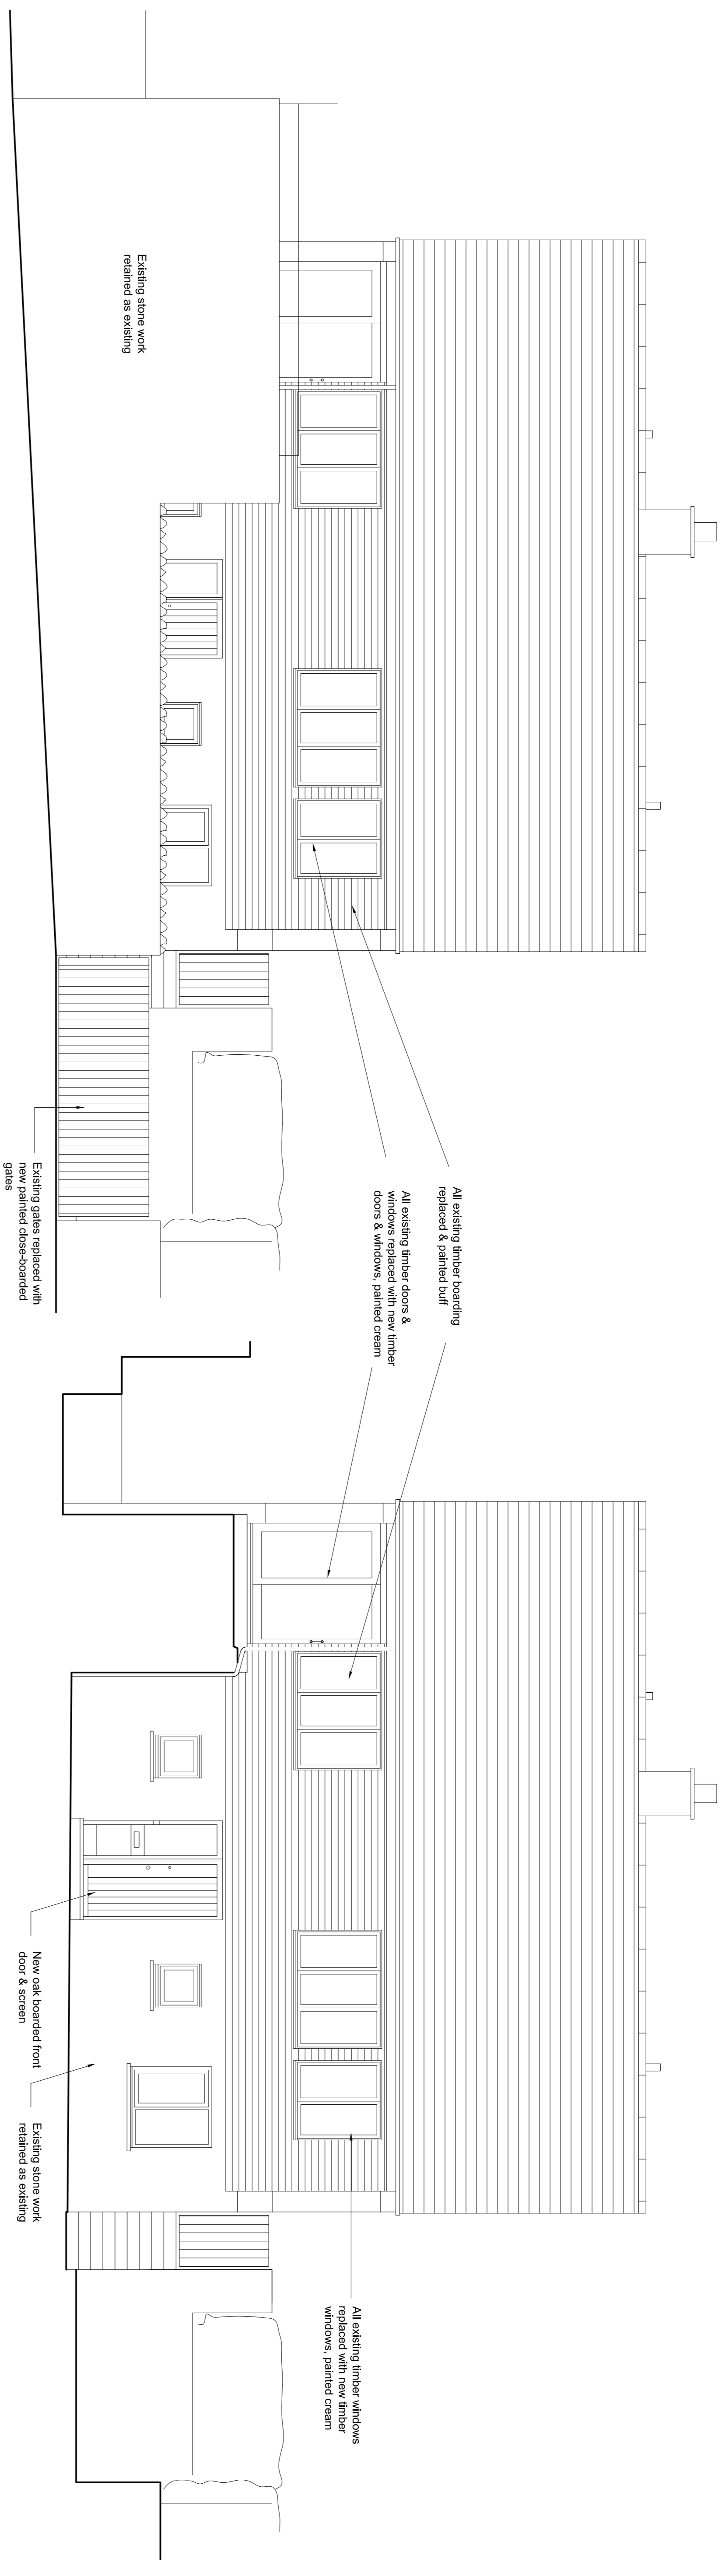 Existing stone work
retained as existing
Existing gates replaced with
new painted close-boarded
gates
All existing timber boarding
replaced & painted buff
All existing timber doors &
windows replaced with new timber
doors & windows, painted cream
New oak boarded front
door & screen
Existing stone work
retained as existing
All existing timber windows
replaced with new timber
windows, painted cream